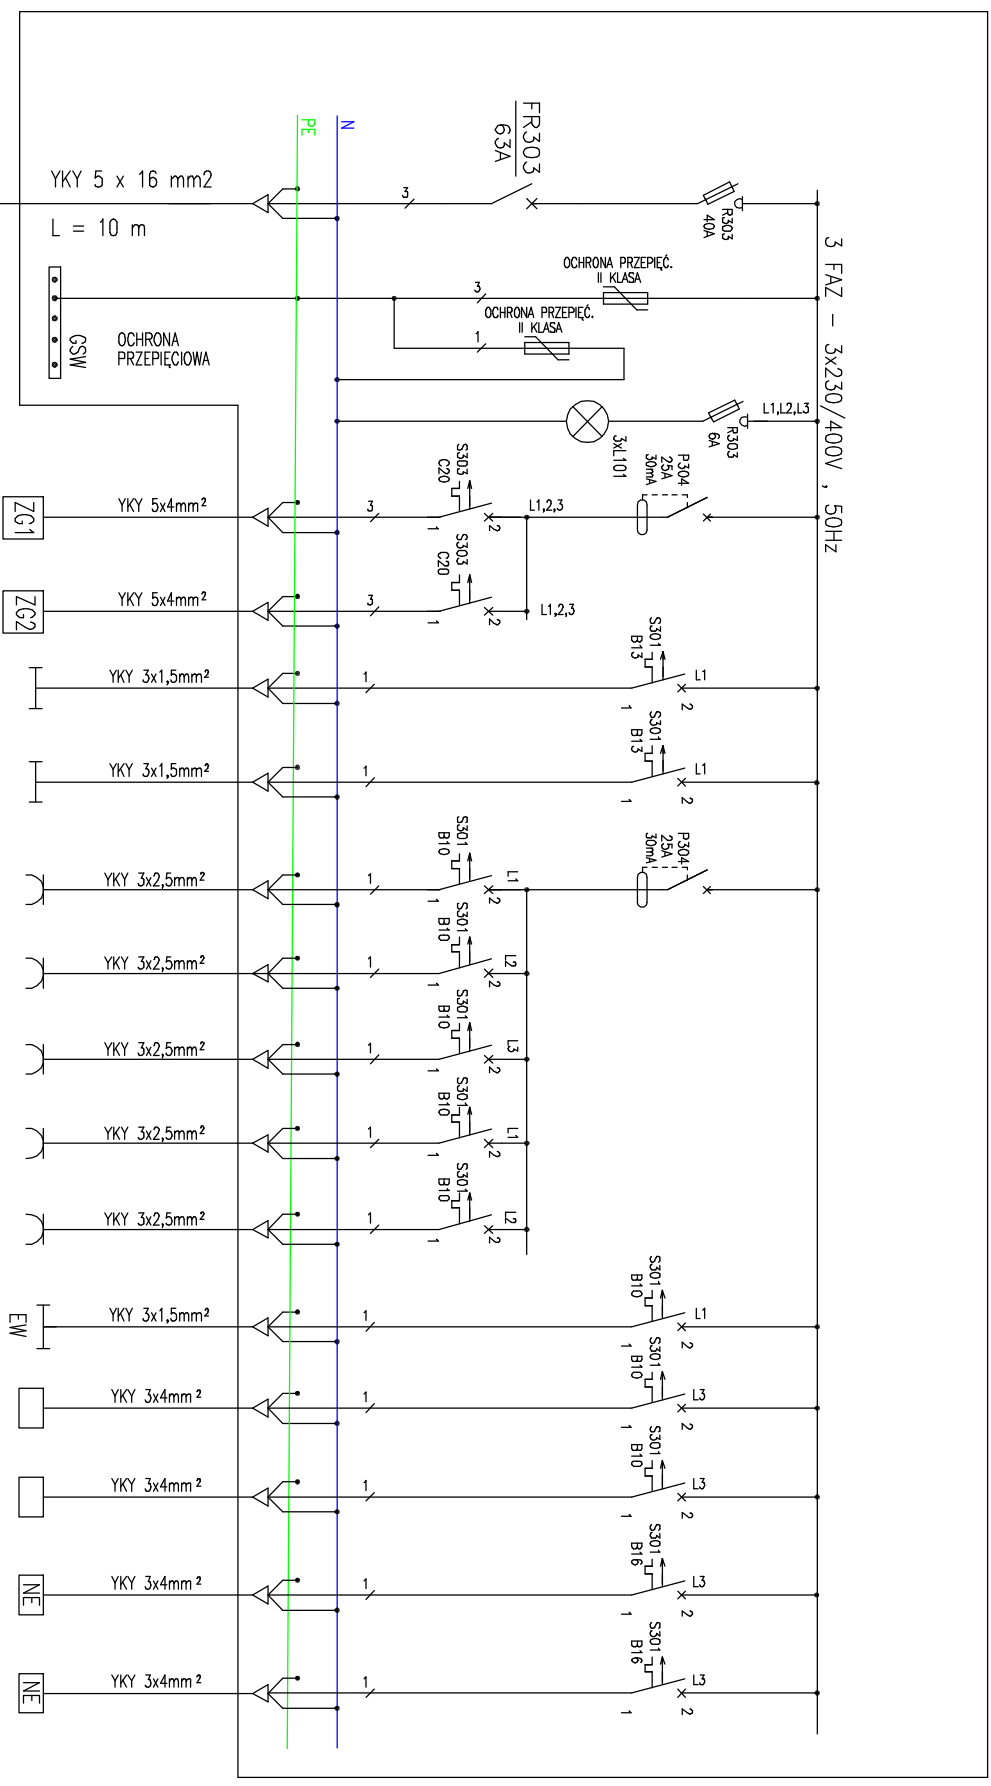 PE
N
FR303
63A
YKY 5 x 16 mm2
L = 10 m
3
R303
40A
3 FAZ - 3x230/400V , 50Hz
OCHRONA PRZEPIĘĆ.
II KLASA
3
OCHRONA PRZEPIĘĆ.
II KLASA
1
GSW
OCHRONA
PRZEPIĘCIOWA
L1,L2,L3
R303
6A
3xL101
P304
25A
30mA
S303
C20
L1,2,3
ZG1
YKY 5x4mm²
3
1
2
S303
C20
L1,2,3
ZG2
YKY 5x4mm²
3
1
2
S301
B13
L1
YKY 3x1,5mm²
1
1
2
S301
B13
L1
YKY 3x1,5mm²
1
1
2
P304
25A
30mA
S301
B10
L1
YKY 3x2,5mm²
1
1
2
S301
B10
L2
YKY 3x2,5mm²
1
1
2
S301
B10
L3
YKY 3x2,5mm²
1
1
2
S301
B10
L1
YKY 3x2,5mm²
1
1
2
S301
B10
L2
YKY 3x2,5mm²
1
1
2
S301
B10
L1
EW
YKY 3x1,5mm²
1
1
2
S301
B10
L3
YKY 3x4mm²
1
1
2
S301
B10
L3
YKY 3x4mm²
1
1
2
S301
B16
L3
NE
YKY 3x4mm²
1
1
2
S301
B16
L3
NE
YKY 3x4mm²
1
1
2